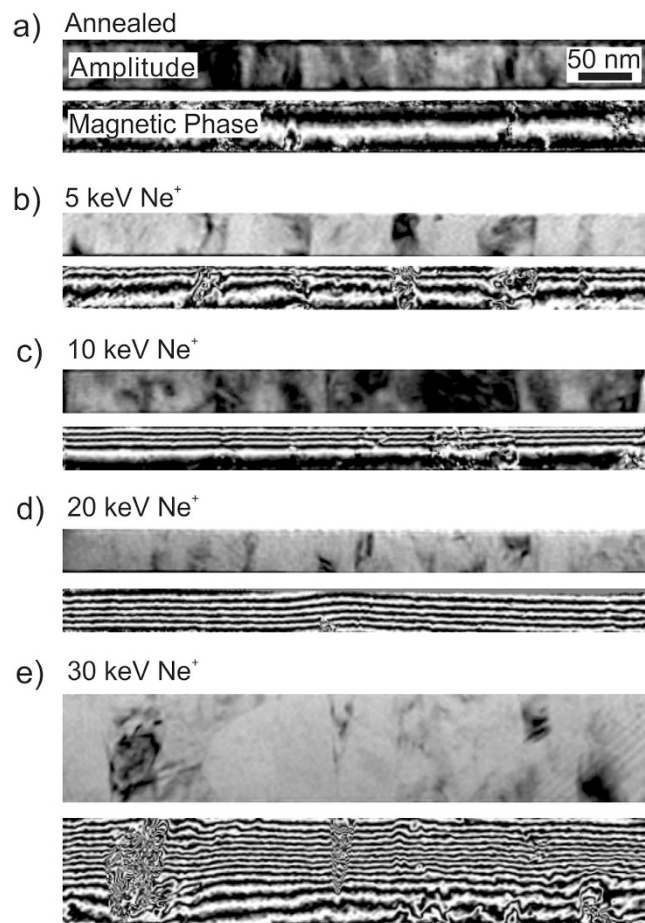 a) Annealed
Amplitude
50 nm
Magnetic Phase
b) 5 keV Ne⁺
c) 10 keV Ne⁺
d) 20 keV Ne⁺
e) 30 keV Ne⁺